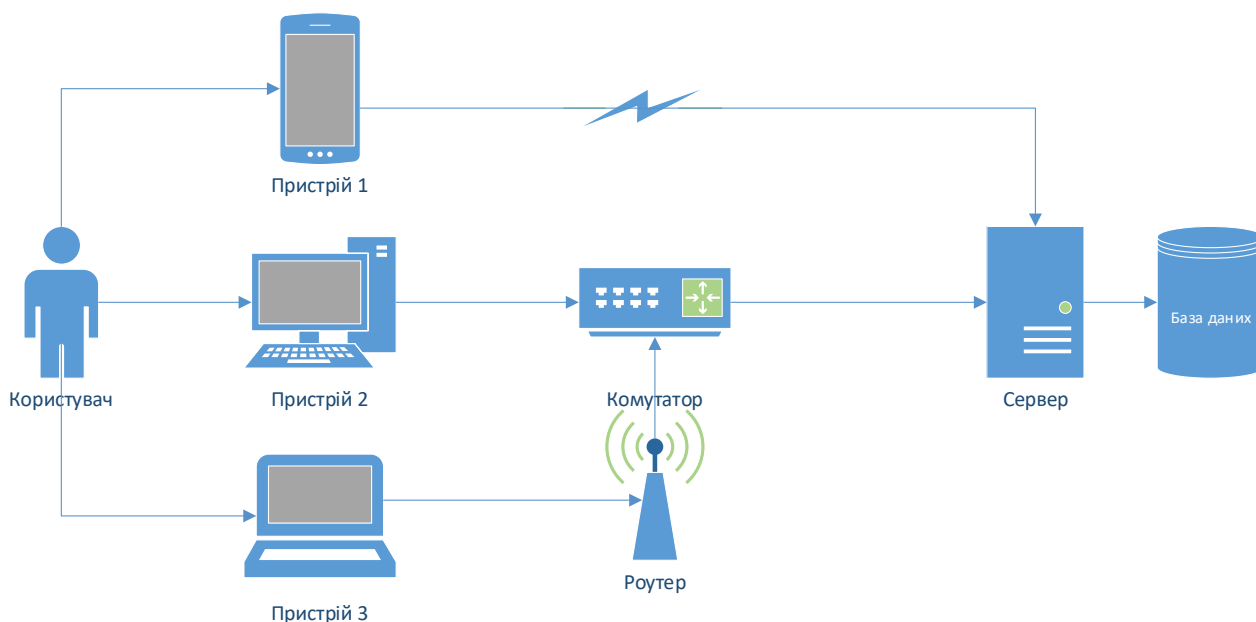 Пристрій 1
База даних
Користувач
Пристрій 2
Комутатор
Сервер
Роутер
Пристрій 3